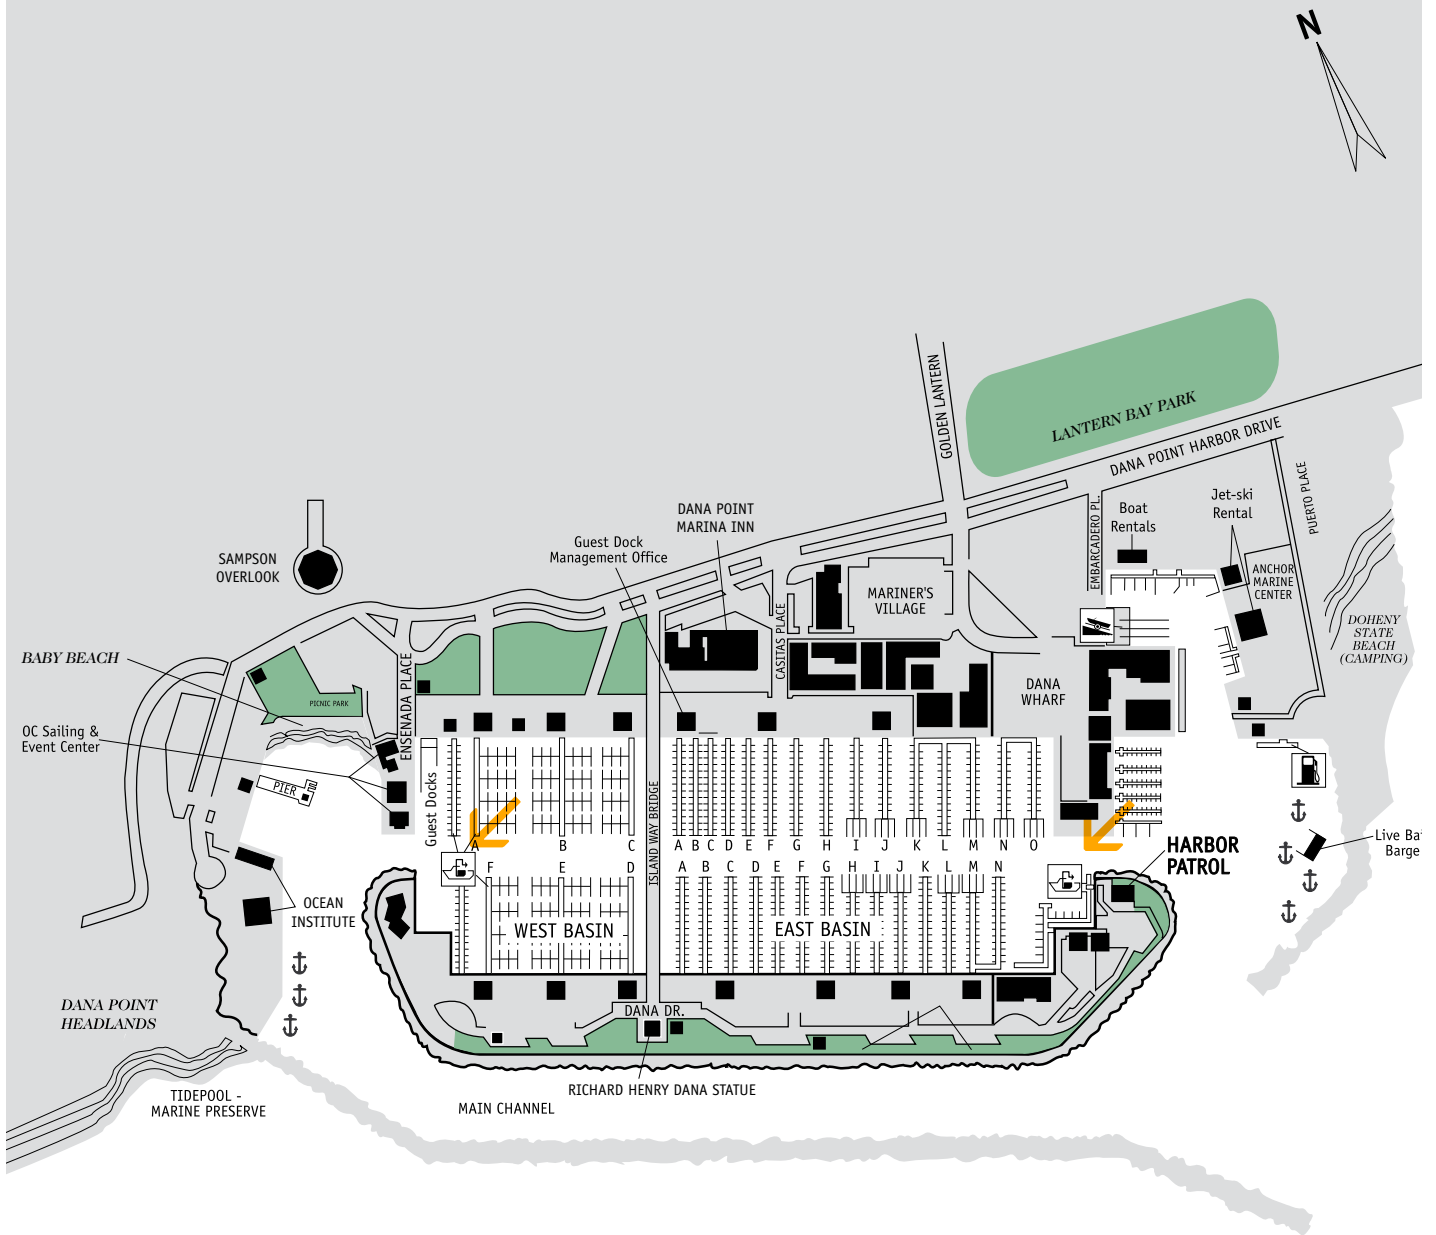 N
GOLDEN LANTERN
LANTERN BAY PARK
DANA POINT HARBOR DRIVE
PUERTO PLACE
EMBARCADERO PL.
Boat
Rentals
Jet-ski
Rental
DANA POINT
MARINA INN
Guest Dock
Management Office
SAMPSON
OVERLOOK
ANCHOR
MARINE
CENTER
MARINER'S
VILLAGE
CASITAS PLACE
DOHENY
STATE
BEACH
(CAMPING)
BABY BEACH
ENSENADA PLACE
DANA
WHARF
PICNIC PARK
OC Sailing &
Event Center
PIER
Guest Docks
ISLAND WAY BRIDGE
A B C A B C D E F G H I J K L M N O
F E D A B C D E F G H I J K L M N
HARBOR
PATROL
Live Bai
Barge
OCEAN
INSTITUTE
WEST BASIN
EAST BASIN
DANA POINT
HEADLANDS
DANA DR.
RICHARD HENRY DANA STATUE
TIDEPOOL -
MARINE PRESERVE
MAIN CHANNEL